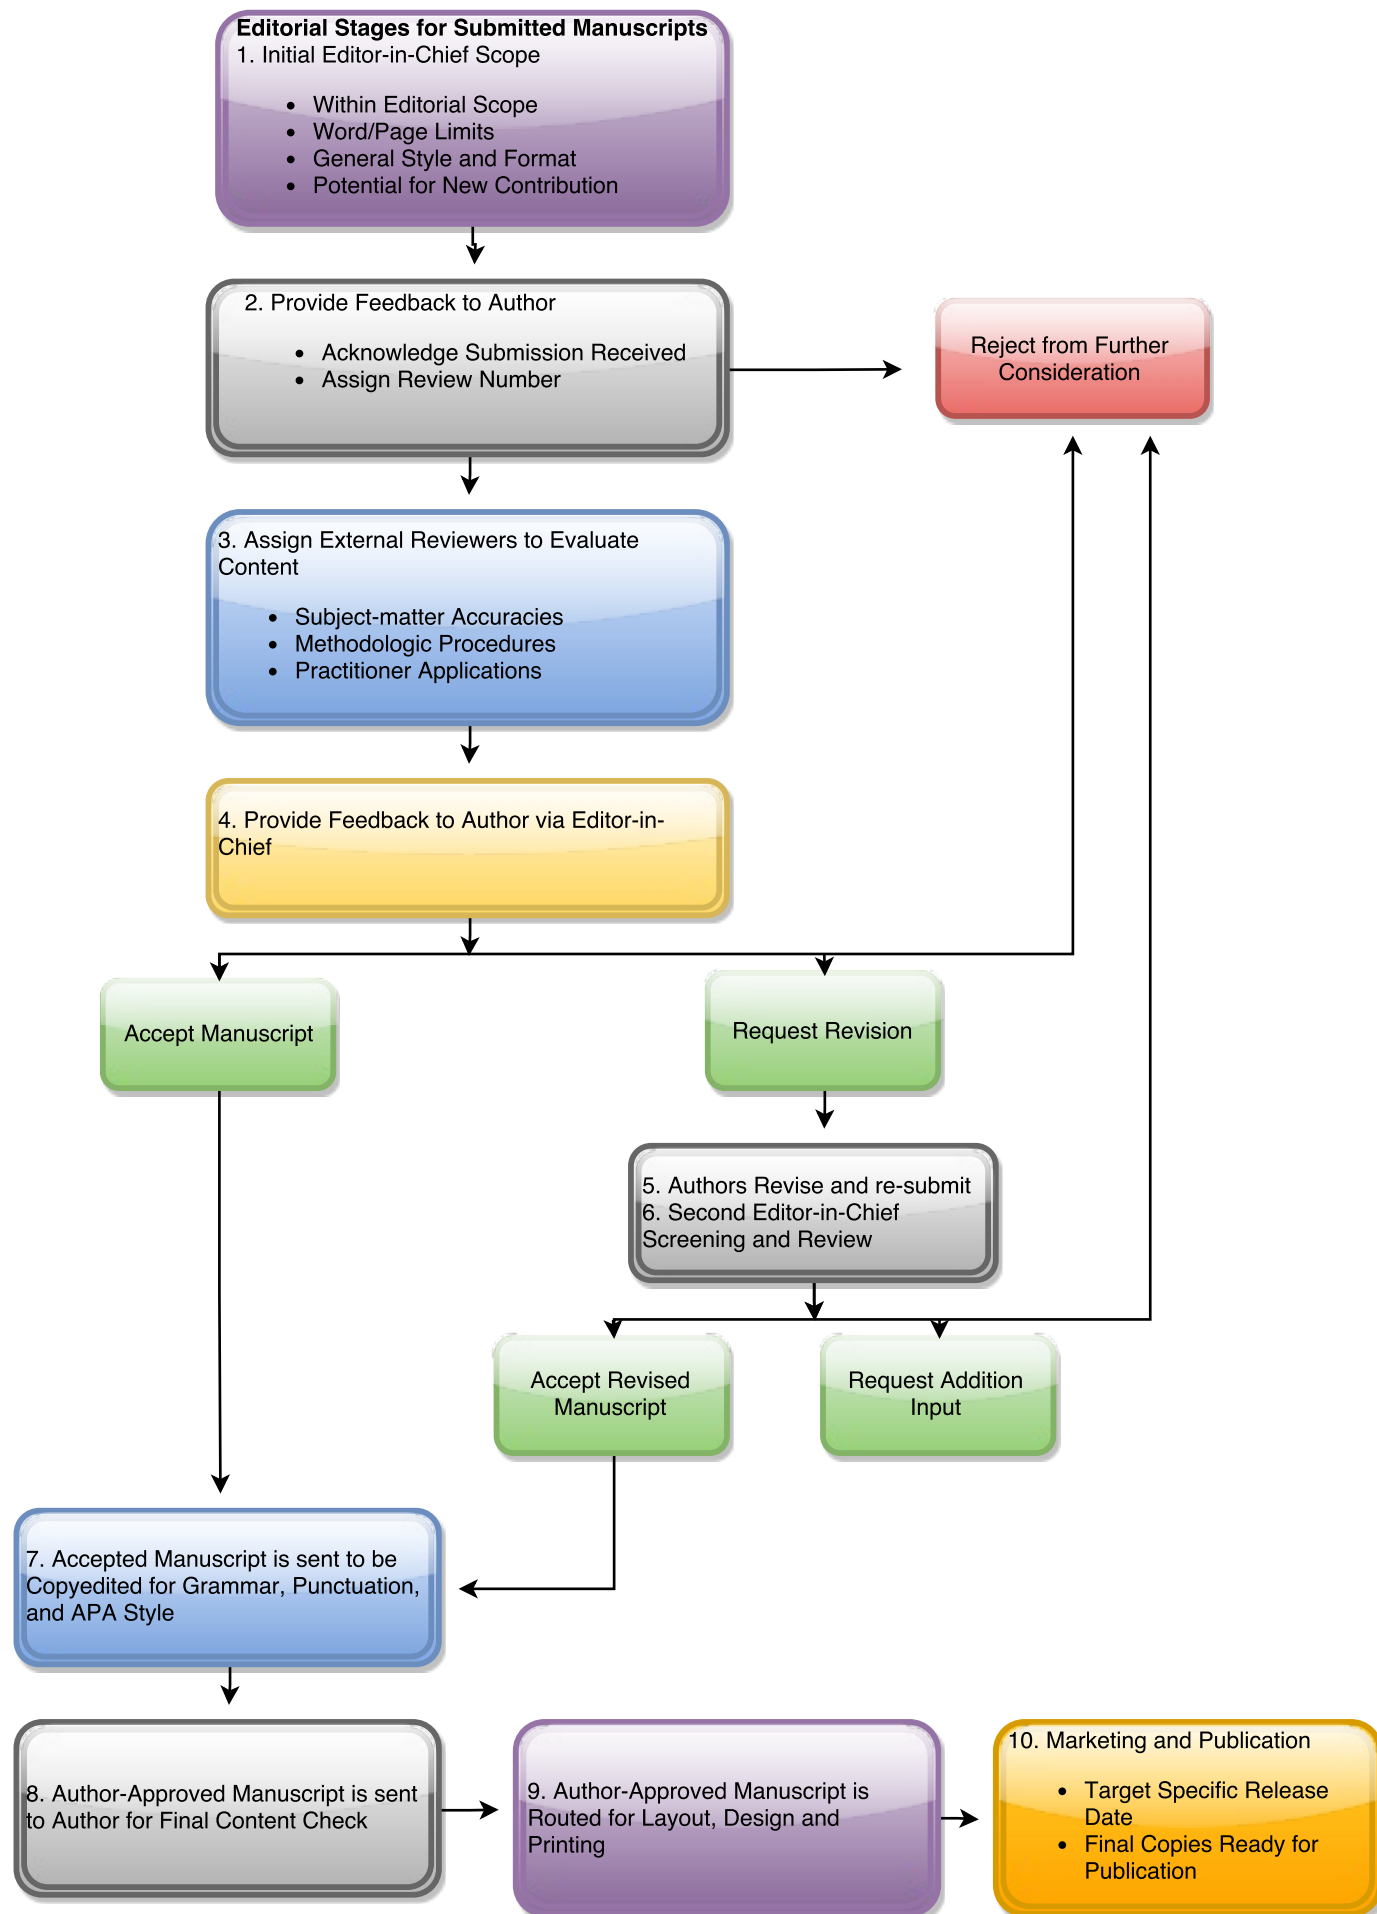 Editorial Stages for Submitted Manuscripts
1. Initial Editor-in-Chief Scope
• Within Editorial Scope
• Word/Page Limits
• General Style and Format
• Potential for New Contribution
2. Provide Feedback to Author
• Acknowledge Submission Received
• Assign Review Number
Reject from Further
Consideration
3. Assign External Reviewers to Evaluate
Content
• Subject-matter Accuracies
• Methodologic Procedures
• Practitioner Applications
4. Provide Feedback to Author via Editor-in-
Chief
Accept Manuscript
Request Revision
5. Authors Revise and re-submit
6. Second Editor-in-Chief
Screening and Review
Accept Revised
Manuscript
Request Addition
Input
7. Accepted Manuscript is sent to be
Copyedited for Grammar, Punctuation,
and APA Style
8. Author-Approved Manuscript is sent
to Author for Final Content Check
9. Author-Approved Manuscript is
Routed for Layout, Design and
Printing
10. Marketing and Publication
• Target Specific Release
Date
• Final Copies Ready for
Publication